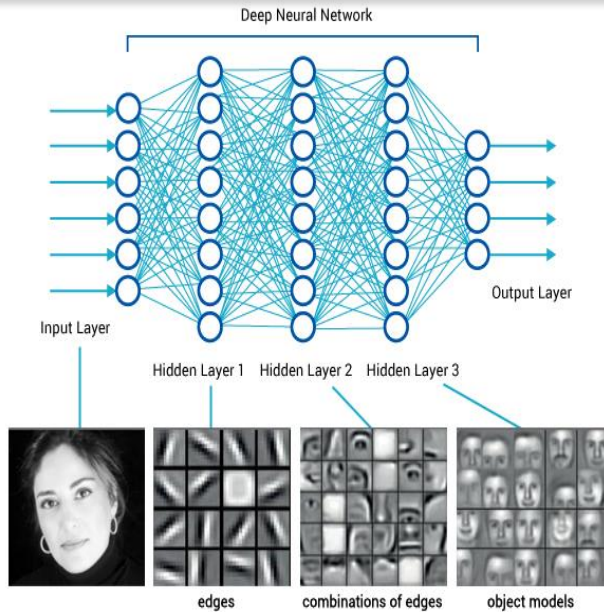 Deep Neural Network
Input Layer
Output Layer
Hidden Layer 1
Hidden Layer 2
Hidden Layer 3
edges
combinations of edges
object models